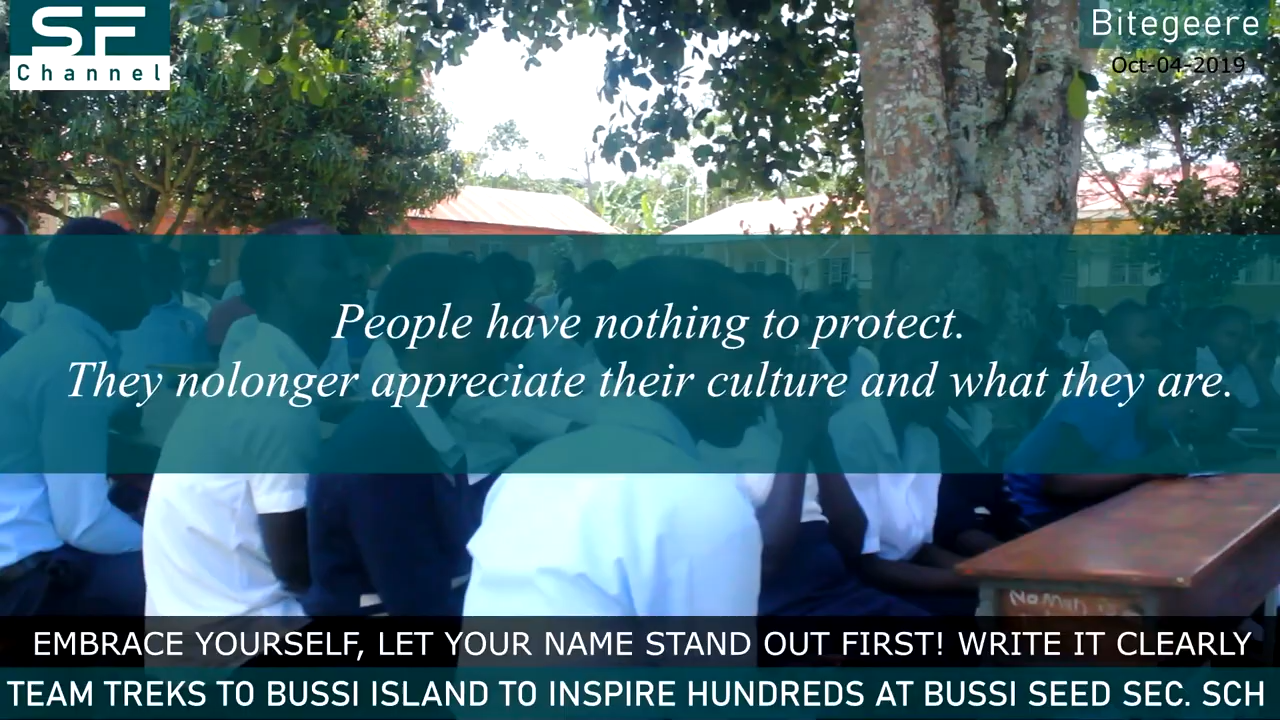 SF
Channel
Bitegeere
Oct-04-2019
People have nothing to protect.
They nolonger appreciate their culture and what they are.
No Man
EMBRACE YOURSELF, LET YOUR NAME STAND OUT FIRST! WRITE IT CLEARLY
TEAM TREKS TO BUSSI ISLAND TO INSPIRE HUNDREDS AT BUSSI SEED SEC. SCH